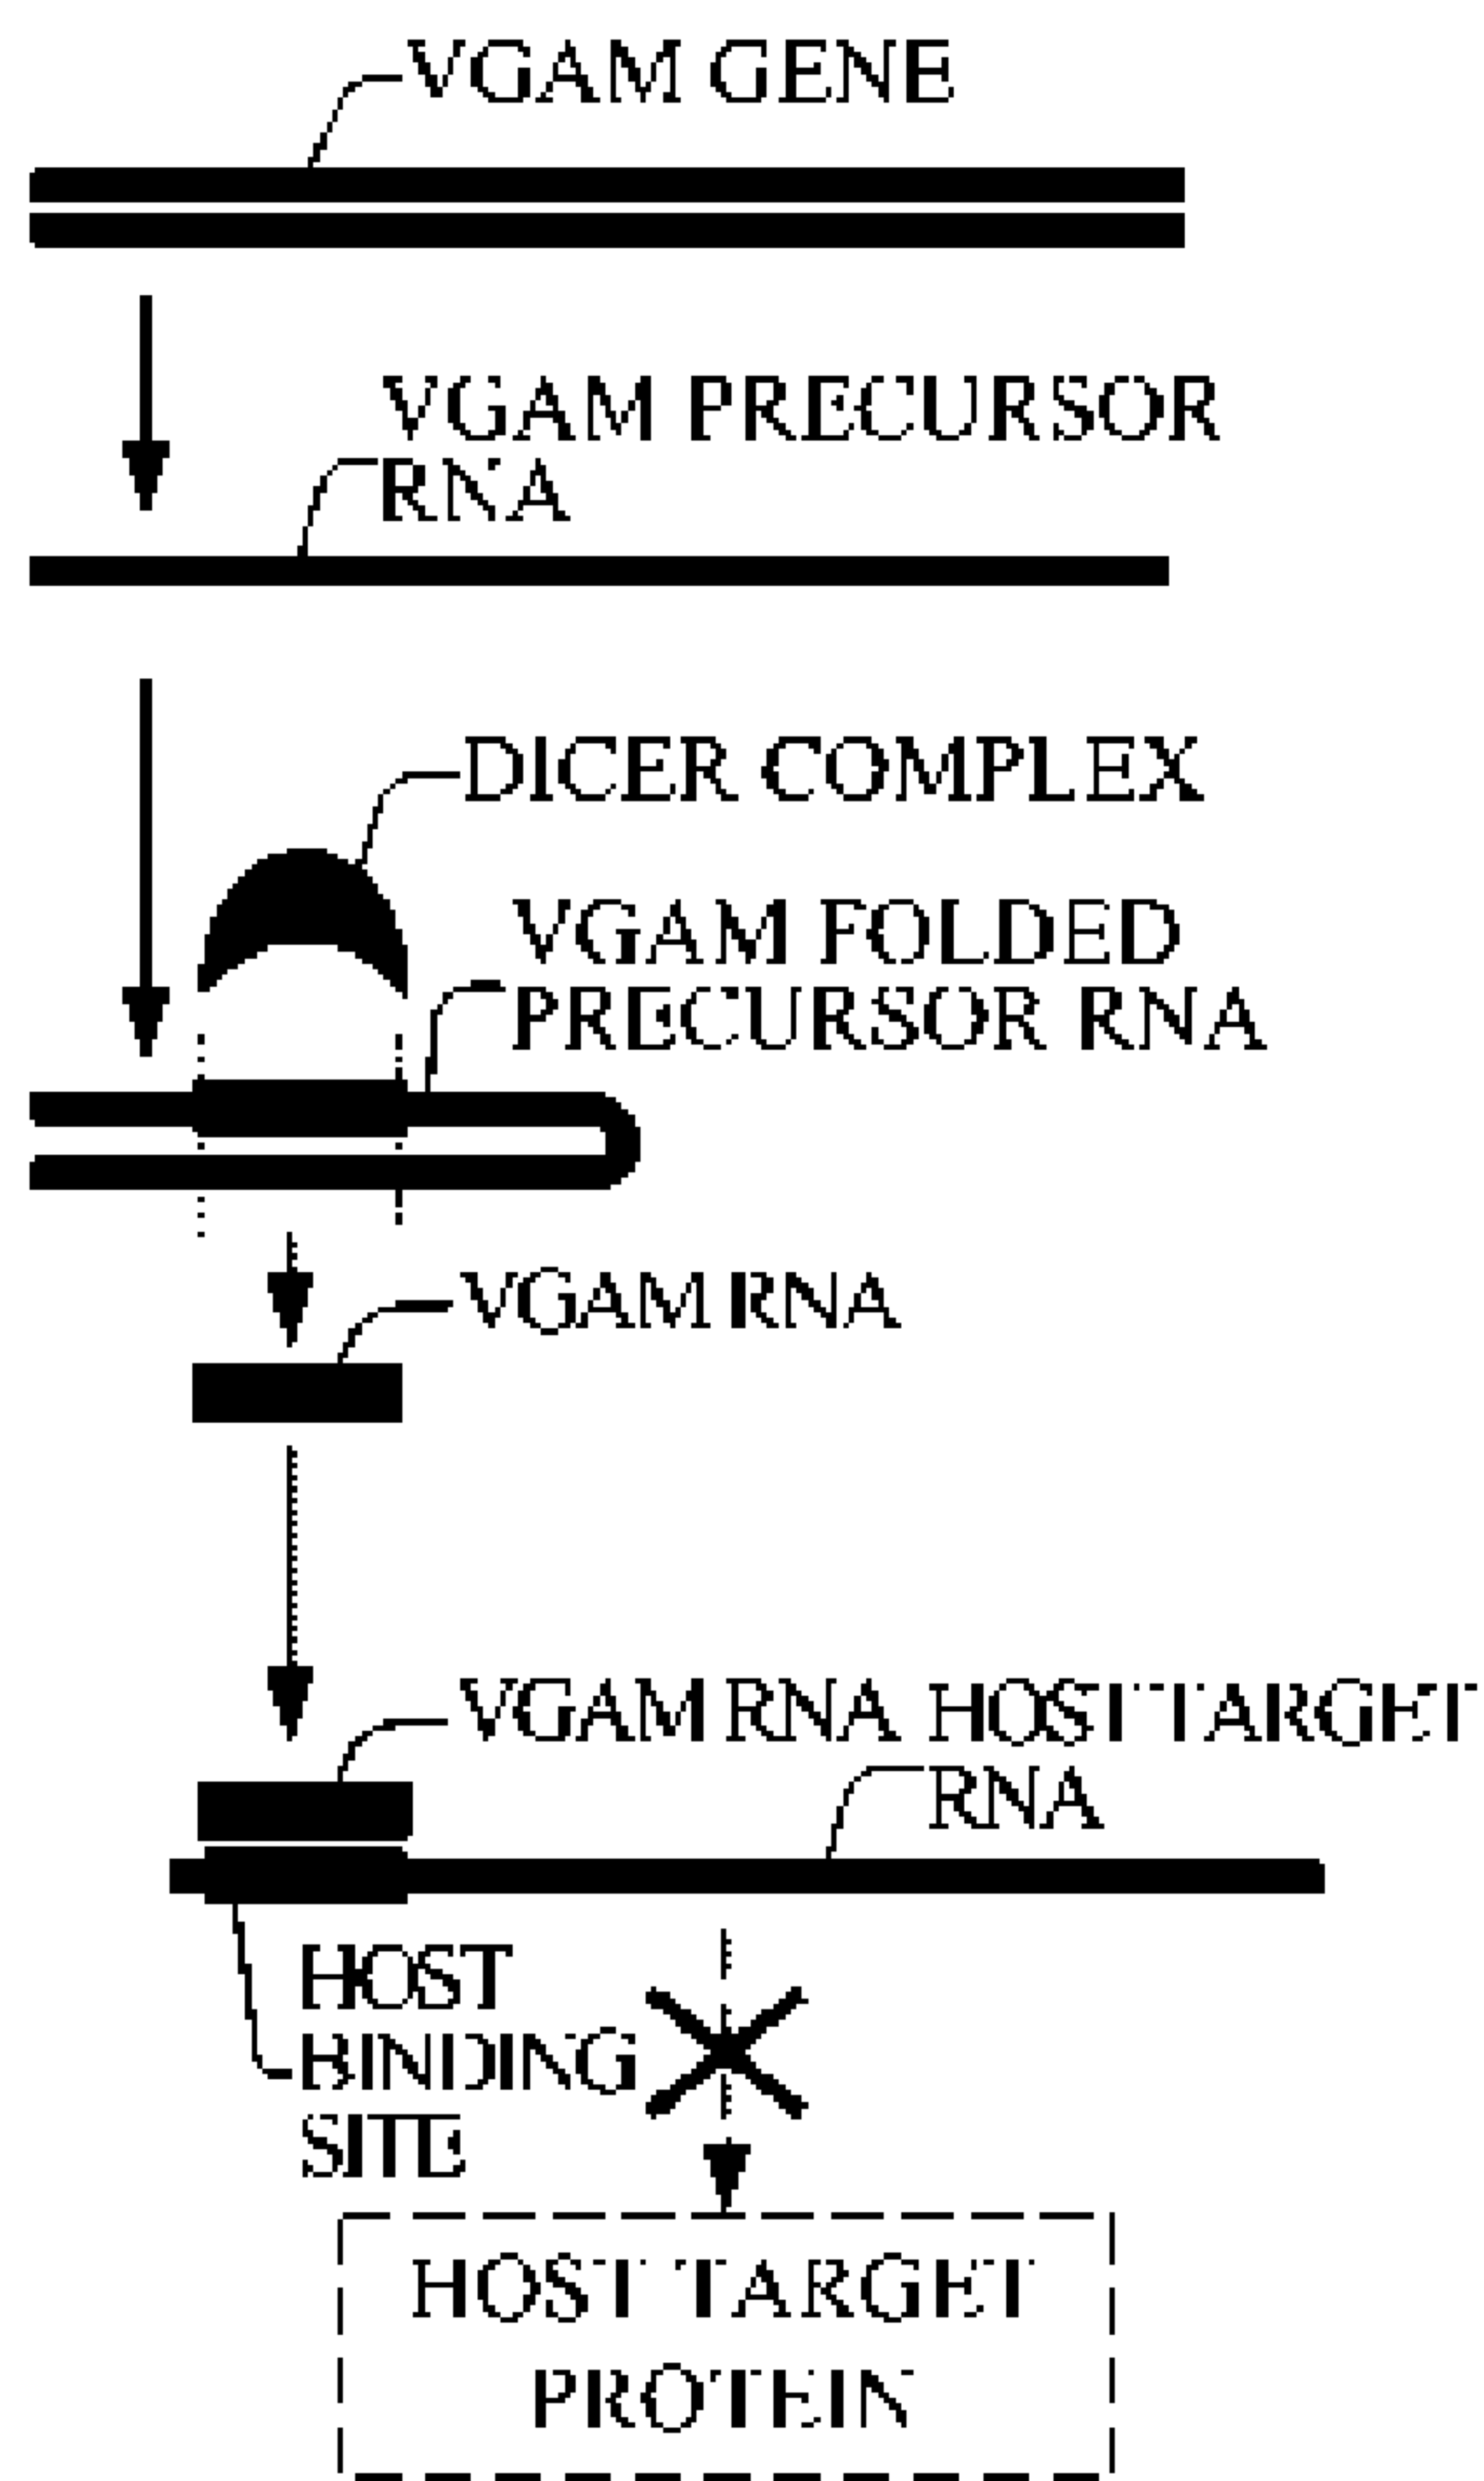 VGAM GENE
VGAM PRECURSOR
RNA
DICER COMPLEX
VGAM FOLDED
PRECURSOR RNA
VGAM RNA
VGAM RNA HOST TARGET
RNA
HOST
BINDING
SITE
HOST TARGET
PROTEIN